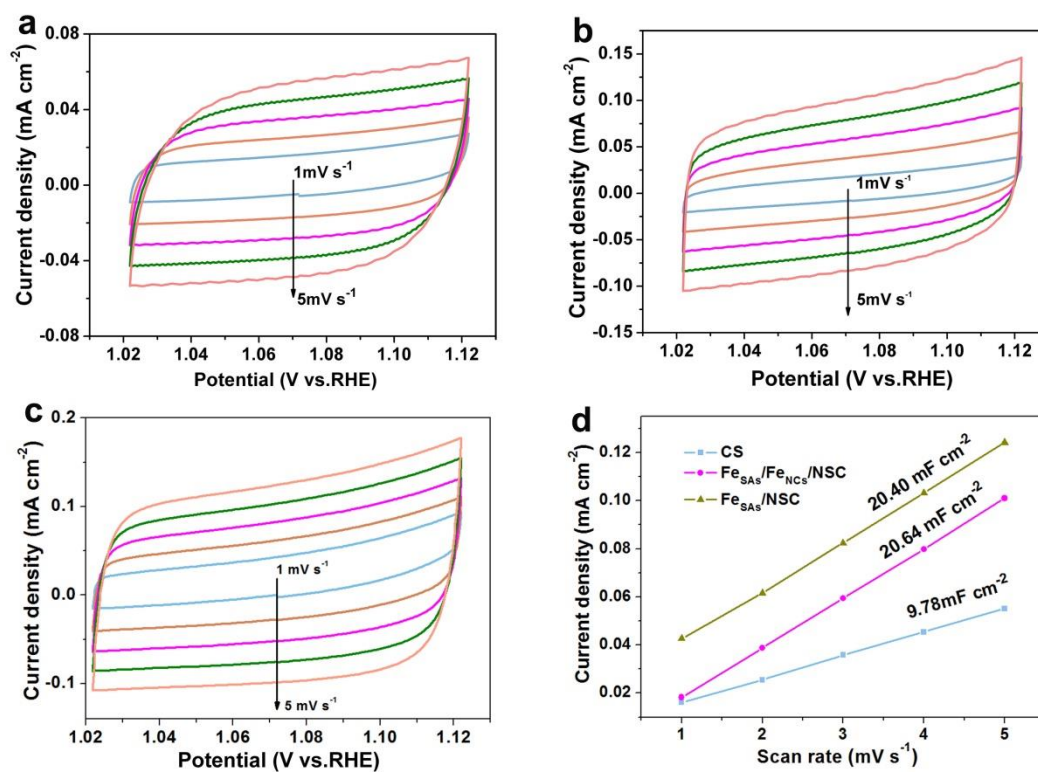 a
0.08
0.04
0.00
-0.04
-0.08
Current density (mA cm⁻²)
1mV s⁻¹
5mV s⁻¹
1.02 1.04 1.06 1.08 1.10 1.12
Potential (V vs.RHE)
b
0.15
0.10
0.05
0.00
-0.05
-0.10
-0.15
Current density (mA cm⁻²)
1mV s⁻¹
5mV s⁻¹
1.02 1.04 1.06 1.08 1.10 1.12
Potential (V vs.RHE)
c
0.2
0.1
0.0
-0.1
Current density (mA cm⁻²)
1 mV s⁻¹
5 mV s⁻¹
1.02 1.04 1.06 1.08 1.10 1.12
Potential (V vs.RHE)
d
0.12
0.10
0.08
0.06
0.04
0.02
Current density (mA cm⁻²)
CS
Fe_SAs/Fe_NCs/NSC
Fe_SAs/NSC
20.40 mF cm⁻²
20.64 mF cm⁻²
9.78mF cm⁻²
1 2 3 4 5
Scan rate (mV s⁻¹)